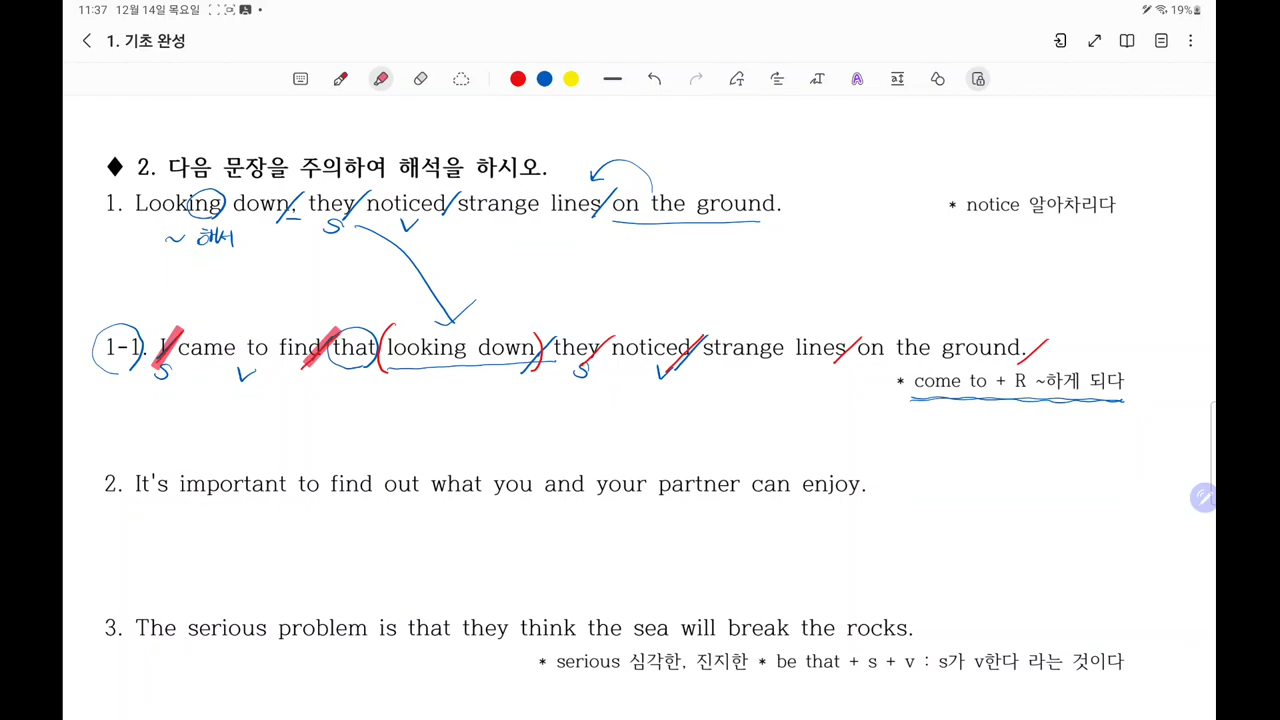 11:37 12월 14일 목요일 19%
1. 기초 완성
◆ 2. 다음 문장을 주의하여 해석을 하시오.
1. Looking down, they noticed strange lines on the ground. * notice 알아차리다
~ 해서 S V
1-1. I came to find that looking down, they noticed strange lines on the ground.
S V S V
* come to + R ~하게 되다
2. It's important to find out what you and your partner can enjoy.
3. The serious problem is that they think the sea will break the rocks.
* serious 심각한, 진지한 * be that + s + v : s가 v한다 라는 것이다